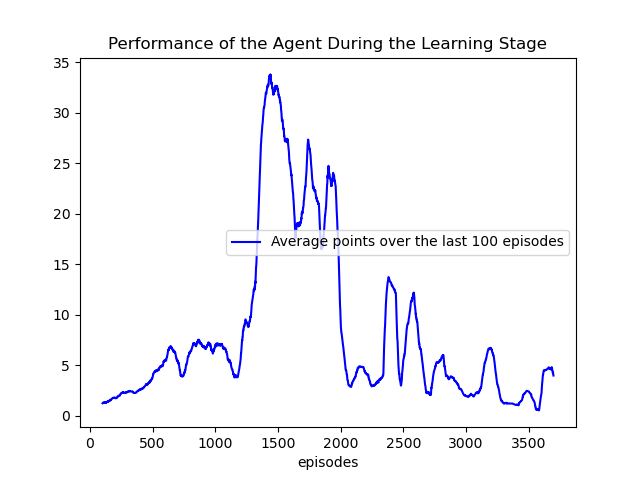 Performance of the Agent During the Learning Stage
35
30
25
20
15
10
5
0
Average points over the last 100 episodes
0 500 1000 1500 2000 2500 3000 3500
episodes